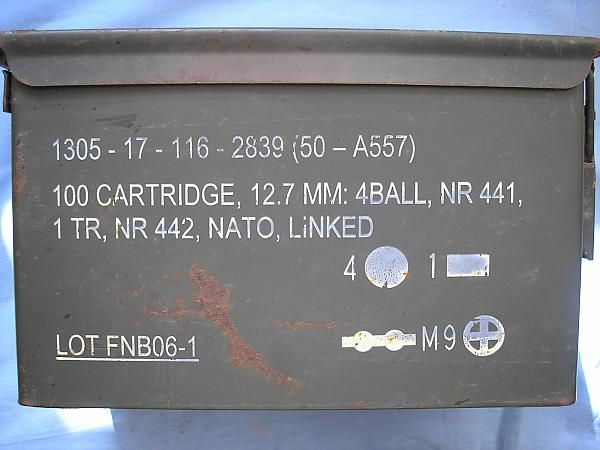 1305 - 17 - 116 - 2839 (50 – A557)
100 CARTRIDGE, 12.7 MM: 4BALL, NR 441,
1 TR, NR 442, NATO, LiNKED
4 1
LOT FNB06-1
M9